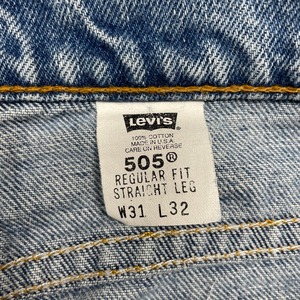 Levi's
100% COTTON
MADE IN U.S.A.
CARE ON REVERSE
505®
REGULAR FIT
STRAIGHT LEG
W31 L32